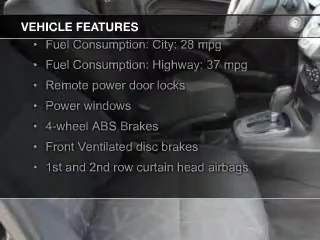 VEHICLE FEATURES
• Fuel Consumption: City: 28 mpg
• Fuel Consumption: Highway: 37 mpg
• Remote power door locks
• Power windows
• 4-wheel ABS Brakes
• Front Ventilated disc brakes
• 1st and 2nd row curtain head airbags